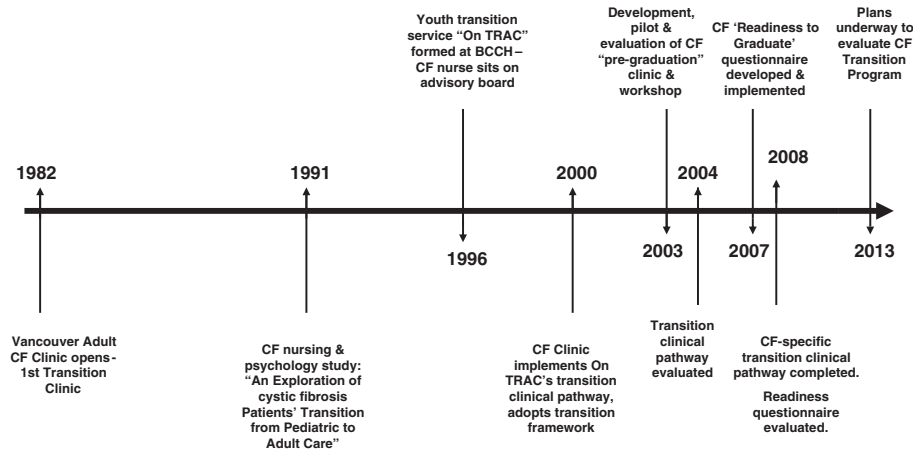 Youth transition
service “On TRAC”
formed at BCCH–
CF nurse sits on
advisory board
Development,
pilot &
evaluation of CF
“pre-graduation”
clinic &
workshop
CF ‘Readiness to
Graduate’
questionnaire
developed &
implemented
Plans
underway to
evaluate CF
Transition
Program
1982
1991
2000
2004
2008
1996
2003
2007
2013
Vancouver Adult
CF Clinic opens-
1st Transition
Clinic
CF nursing &
psychology study:
“An Exploration of
cystic fibrosis
Patients’ Transition
from Pediatric to
Adult Care”
CF Clinic
implements On
TRAC’s transition
clinical pathway,
adopts transition
framework
Transition
clinical
pathway
evaluated
CF-specific
transition clinical
pathway completed.
Readiness
questionnaire
evaluated.